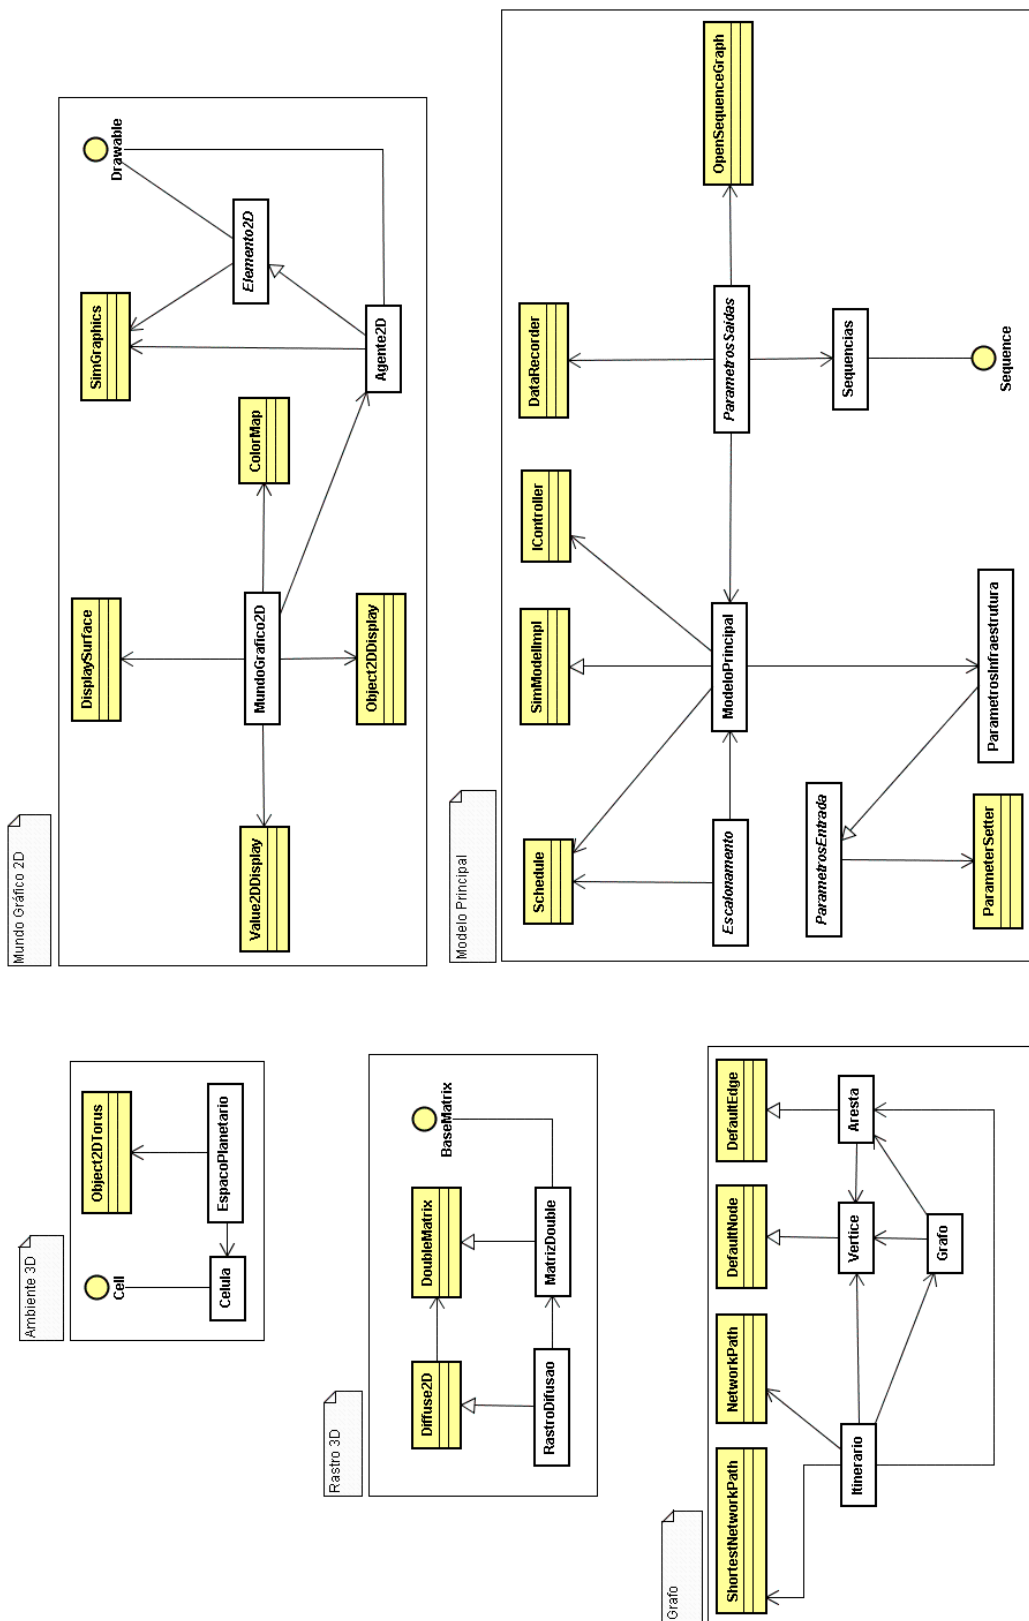 Ambiente 3D
Cell
Object2DTorus
Celula
EspacoPlanetario
Mundo Gráfico 2D
Value2DDisplay
DisplaySurface
MundoGrafico2D
Object2DDisplay
ColorMap
SimGraphics
Drawable
Elemento2D
Agente2D
Rastro 3D
Diffuse2D
DoubleMatrix
BaseMatrix
RastroDifusao
MatrizDouble
Modelo Principal
Schedule
SimModelImpl
IController
DataRecorder
OpenSequenceGraph
Escalonamento
ModeloPrincipal
ParametrosSaidas
ParametrosEntrada
Sequencias
ParameterSetter
ParametrosInfraestrutura
Sequence
Grafo
ShortestNetworkPath
NetworkPath
DefaultNode
DefaultEdge
Itinerario
Vertice
Aresta
Grafo